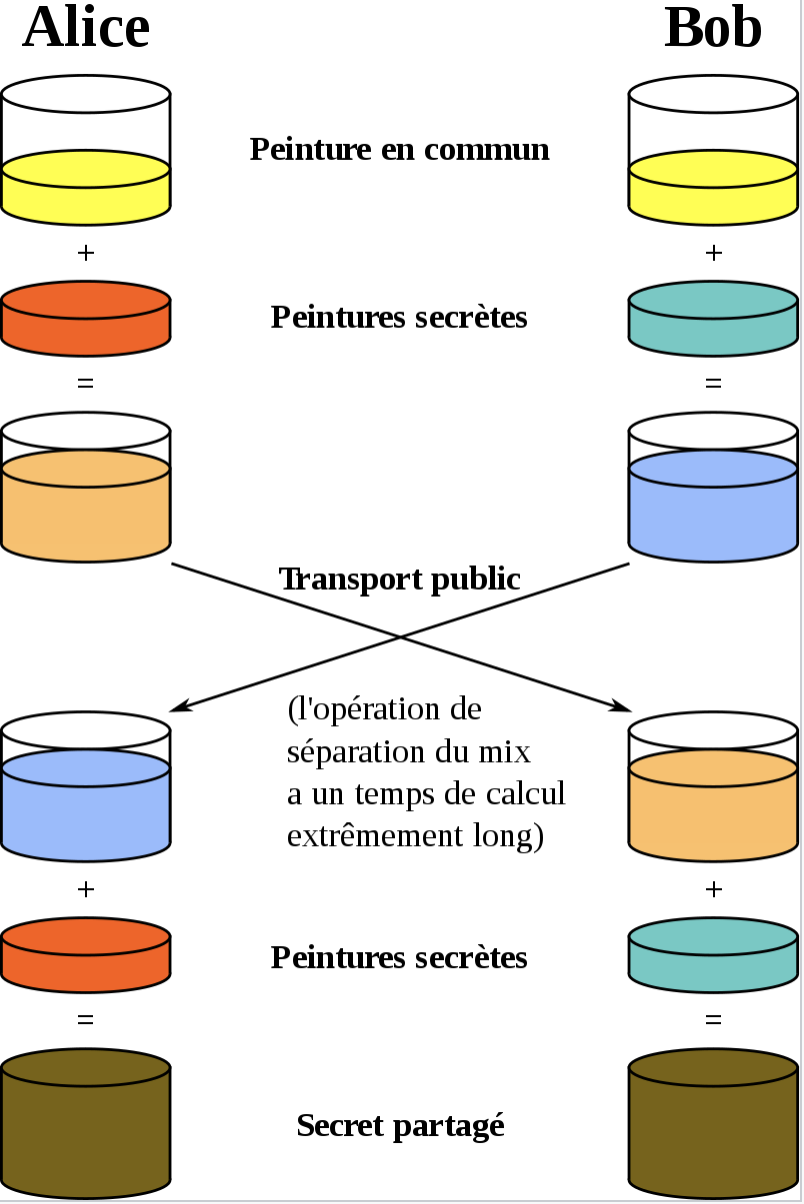 Alice
Bob
Peinture en commun
+
+
Peintures secrètes
=
=
Transport public
(l'opération de
séparation du mix
a un temps de calcul
extrêmement long)
+
+
Peintures secrètes
=
=
Secret partagé